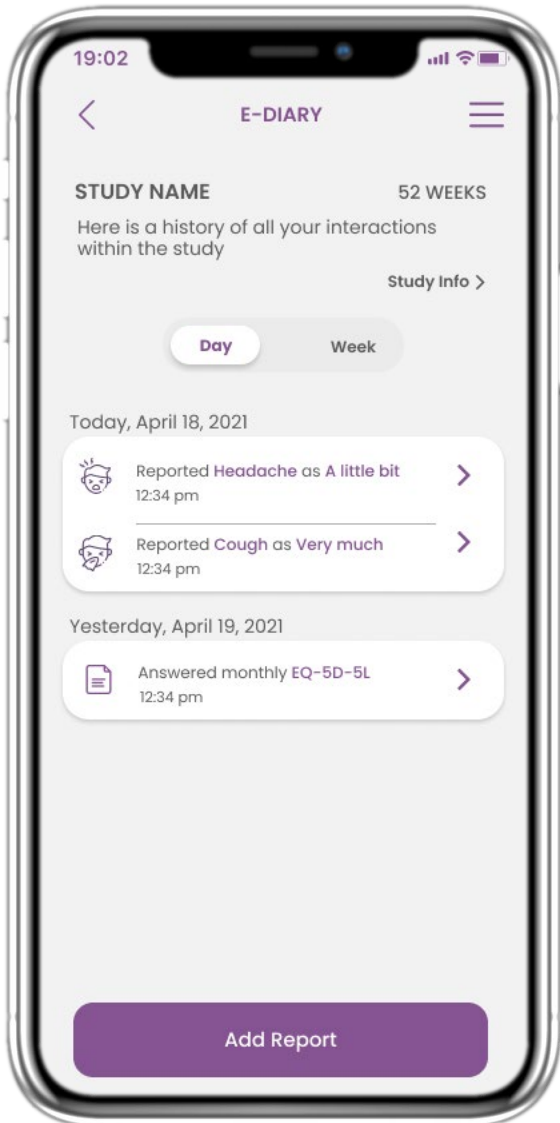 19:02
E-DIARY
STUDY NAME 52 WEEKS
Here is a history of all your interactions
within the study
Study Info >
Day Week
Today, April 18, 2021
Reported Headache as A little bit
12:34 pm
Reported Cough as Very much
12:34 pm
Yesterday, April 19, 2021
Answered monthly EQ-5D-5L
12:34 pm
Add Report